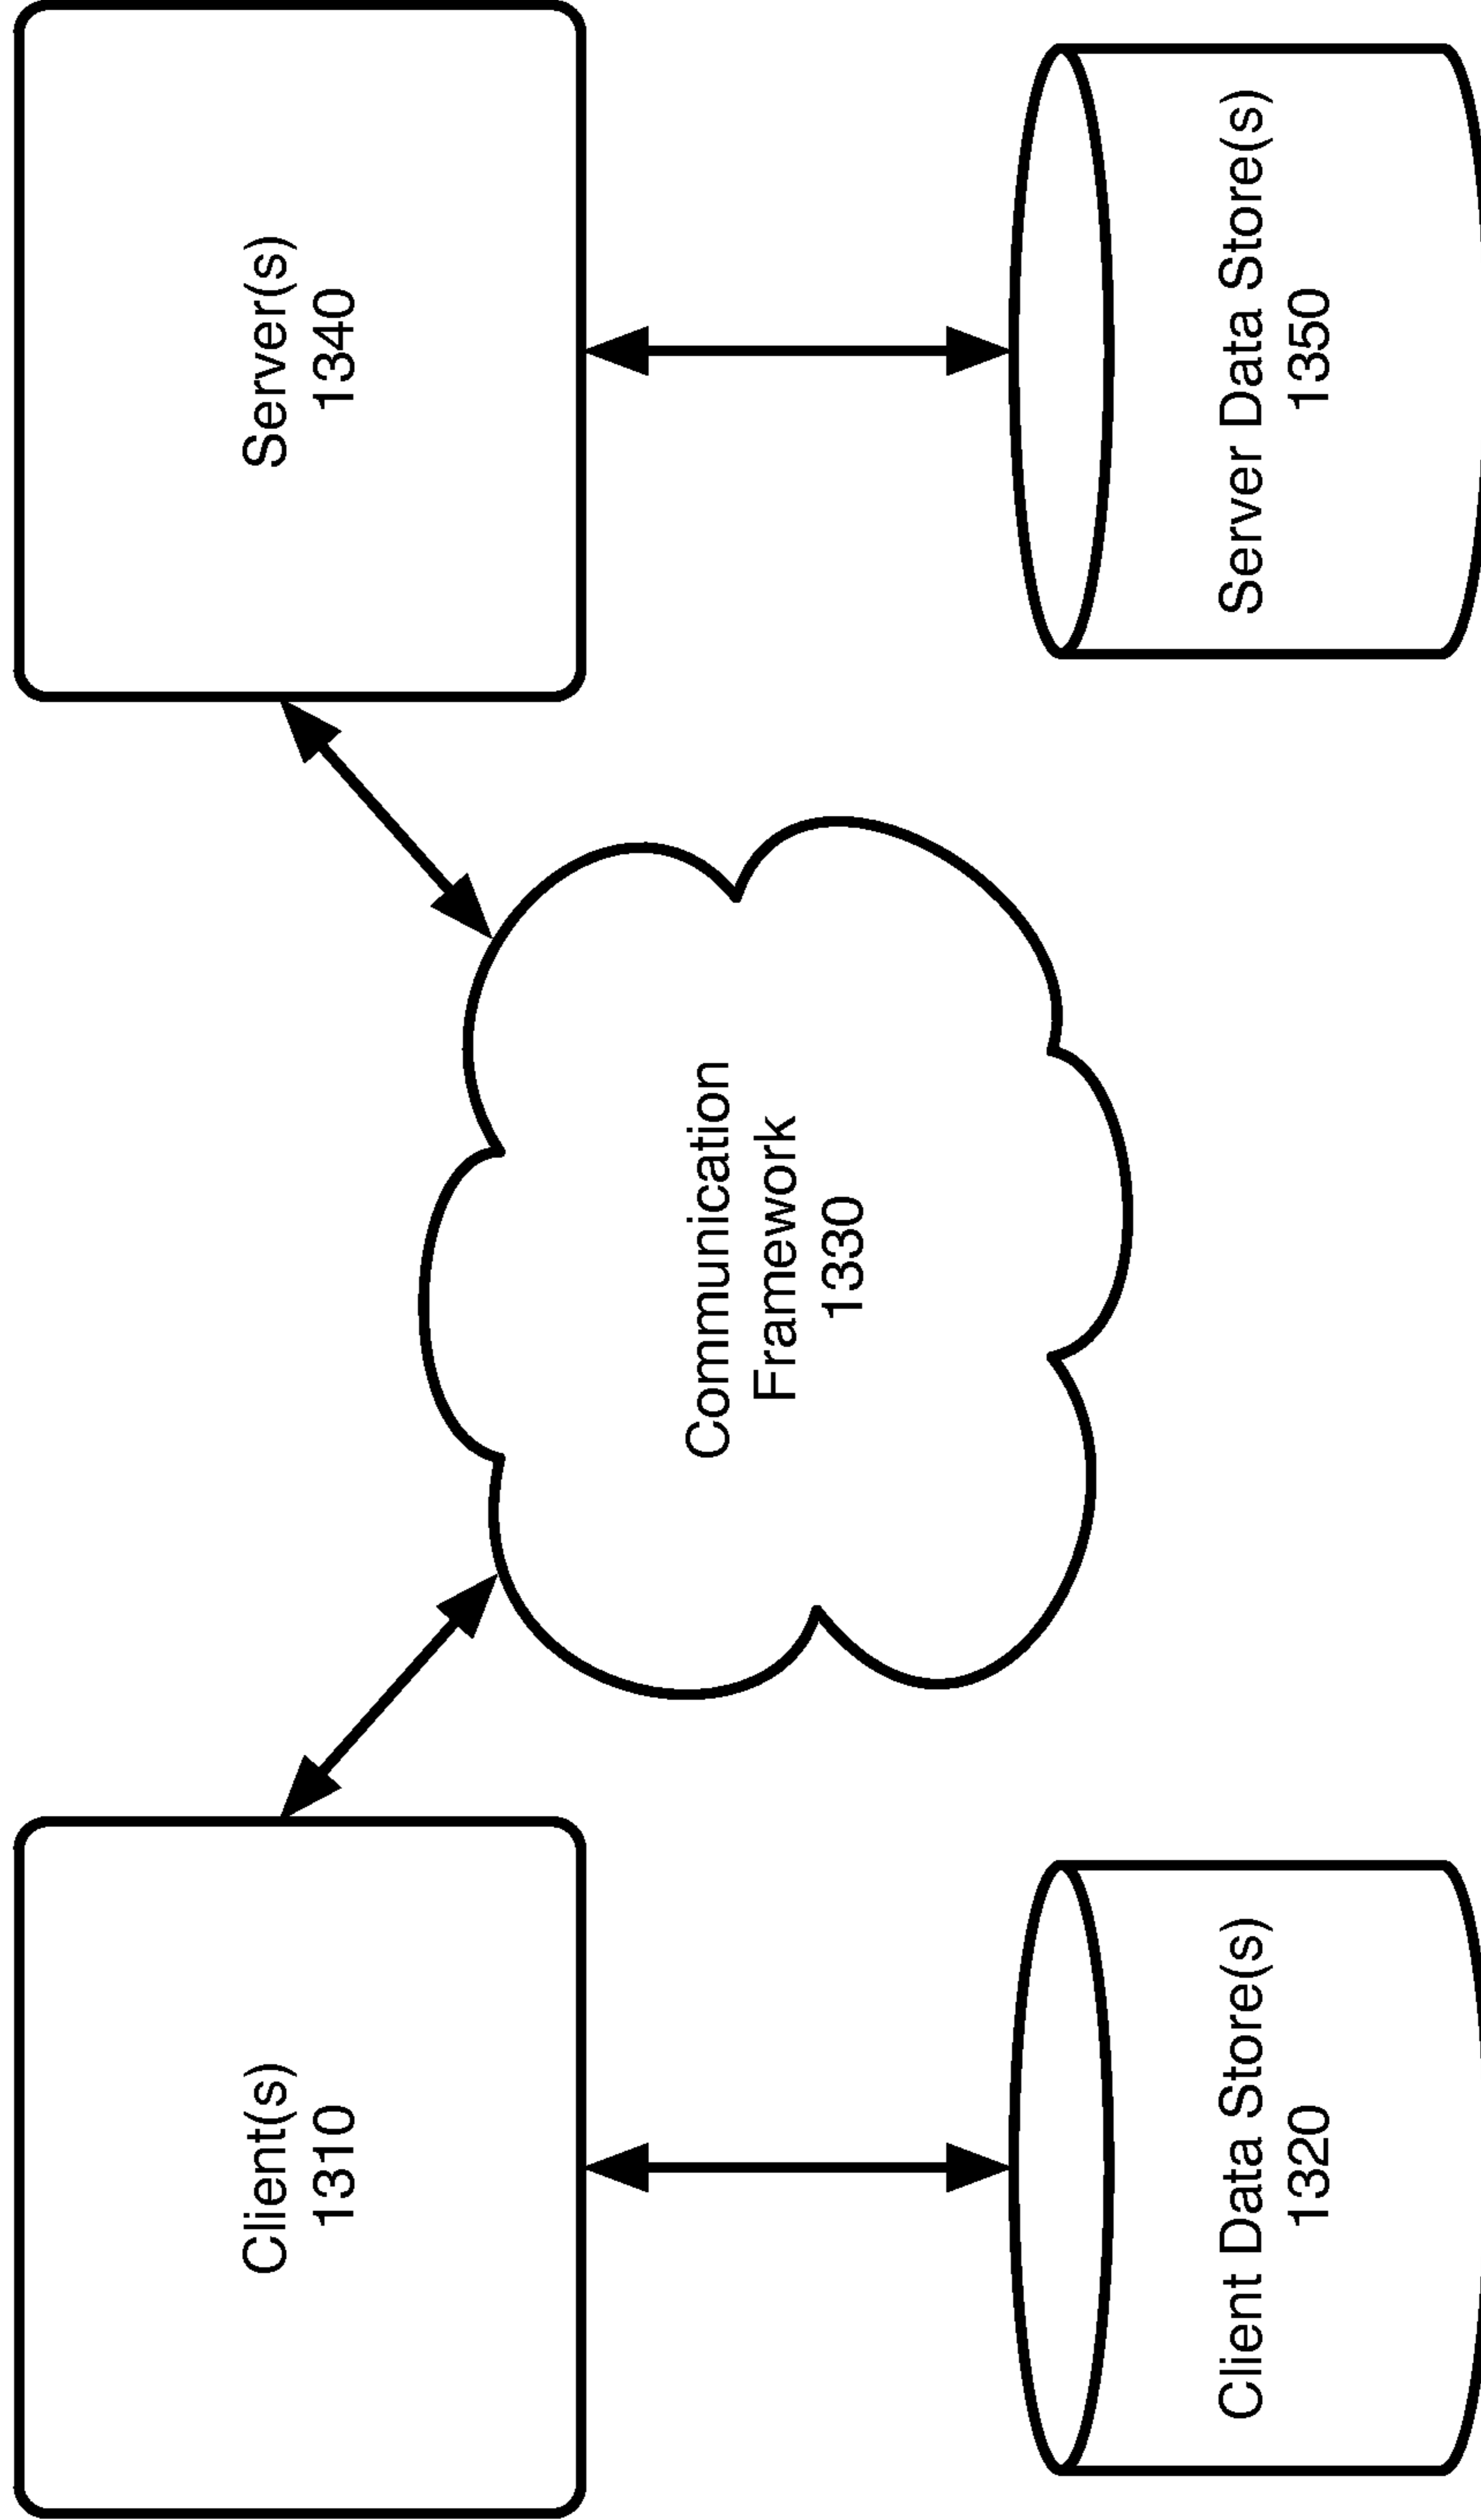 Client(s)
1310
Server(s)
1340
Communication
Framework
1330
Client Data Store(s)
1320
Server Data Store(s)
1350